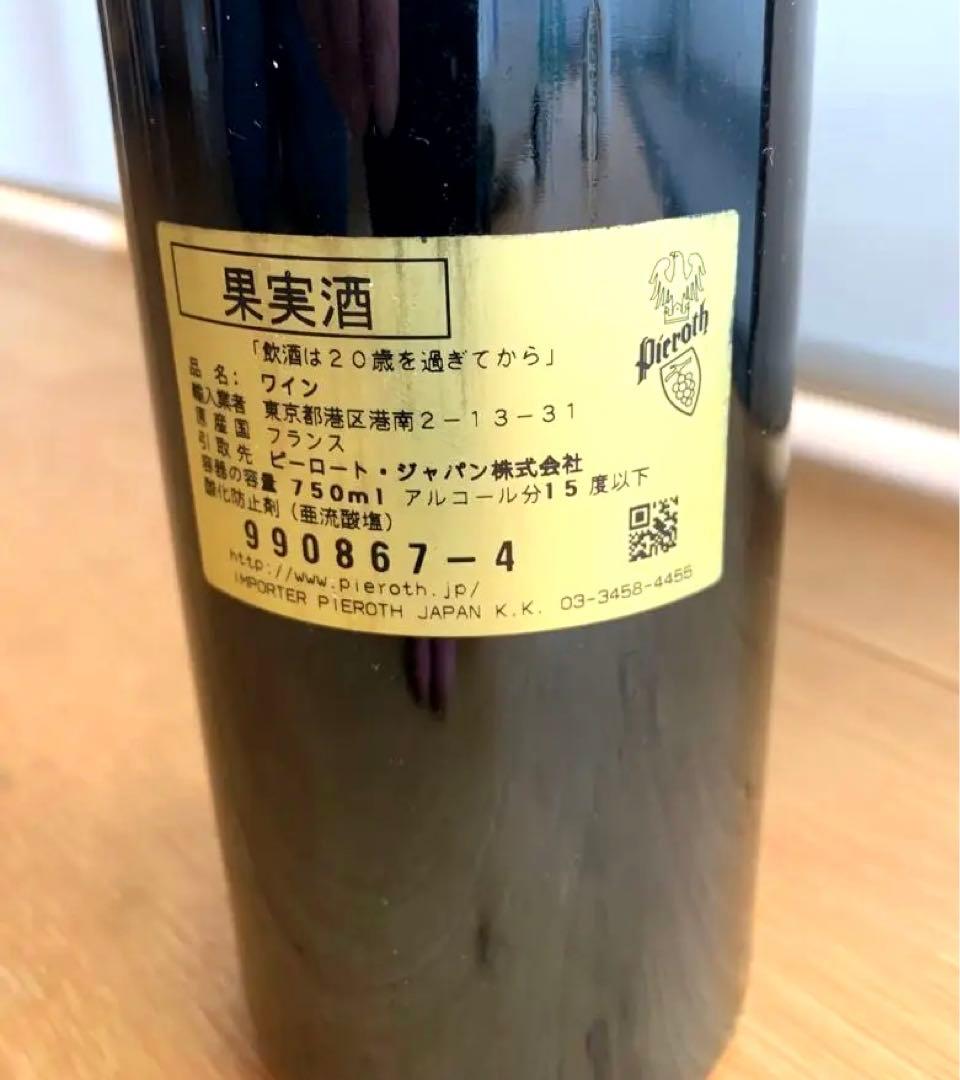 果実酒
「飲酒は20歳を過ぎてから」
Pieroth
品 名: ワイン
輸入業者 東京都港区港南2-13-31
原 産 国 フランス
引 取 先 ピーロート・ジャパン株式会社
容器の容量 750ml アルコール分15度以下
酸化防止剤(亜流酸塩)
990867-4
http://www.pieroth.jp/
IMPORTER PIEROTH JAPAN K.K. 03-3458-4455